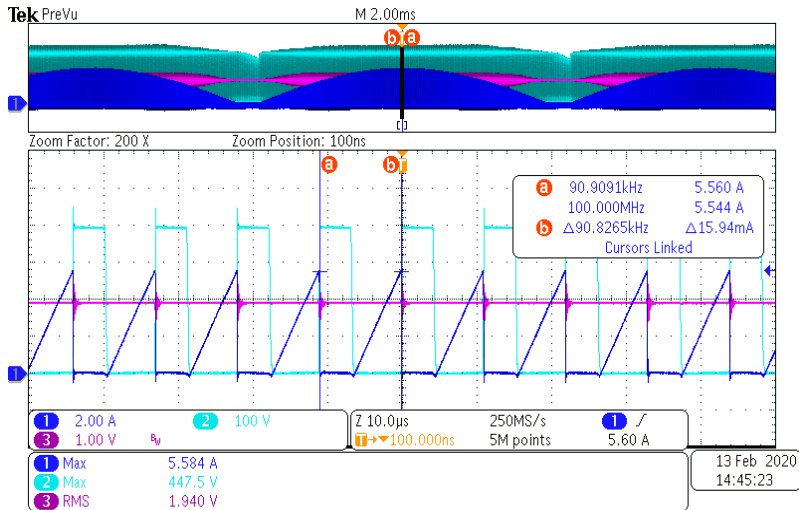 Tek PreVu M 2.00ms
b a
1
Zoom Factor: 200 X Zoom Position: 100ns
a b T
a 90.9091kHz 5.560 A
100.000MHz 5.544 A
b Δ90.8265kHz Δ15.94mA
Cursors Linked
1
1 2.00 A 2 100 V
3 1.00 V BW
Z 10.0µs 250MS/s 1 5.60 A
T→▼100.000ns 5M points
1 Max 5.584 A
2 Max 447.5 V
3 RMS 1.940 V
13 Feb 2020
14:45:23